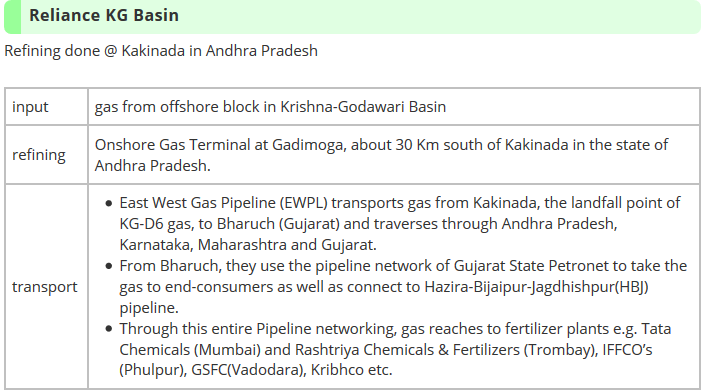 Reliance KG Basin
Refining done @ Kakinada in Andhra Pradesh
input
gas from offshore block in Krishna-Godawari Basin
refining
Onshore Gas Terminal at Gadimoga, about 30 Km south of Kakinada in the state of
Andhra Pradesh.
transport
• East West Gas Pipeline (EWPL) transports gas from Kakinada, the landfall point of
KG-D6 gas, to Bharuch (Gujarat) and traverses through Andhra Pradesh,
Karnataka, Maharashtra and Gujarat.
• From Bharuch, they use the pipeline network of Gujarat State Petronet to take the
gas to end-consumers as well as connect to Hazira-Bijaipur-Jagdhishpur(HBJ)
pipeline.
• Through this entire Pipeline networking, gas reaches to fertilizer plants e.g. Tata
Chemicals (Mumbai) and Rashtriya Chemicals & Fertilizers (Trombay), IFFCO’s
(Phulpur), GSFC(Vadodara), Kribhco etc.